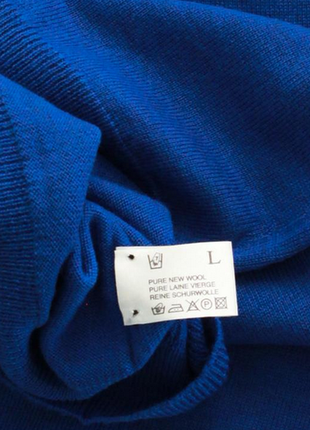 L
PURE NEW WOOL
PURE LAINE VIERGE
REINE SCHURWOLLE